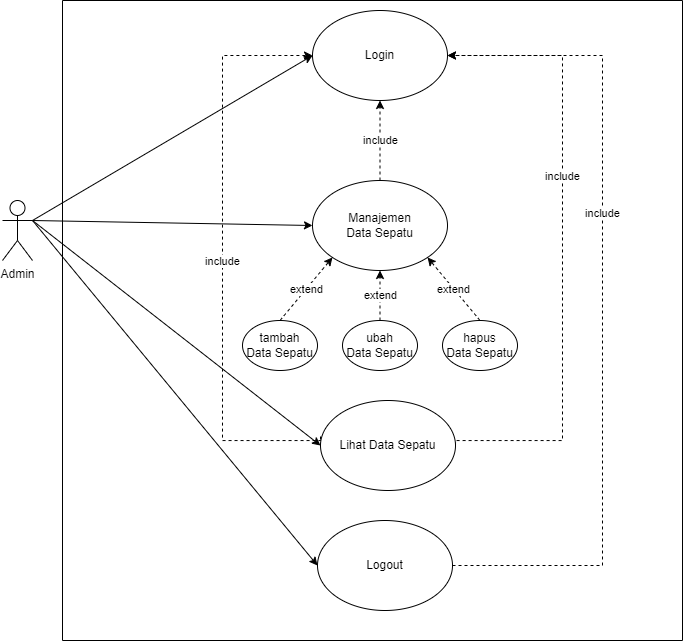 Login
include
include
include
Manajemen
Data Sepatu
Admin
include
extend
extend
extend
tambah
Data Sepatu
ubah
Data Sepatu
hapus
Data Sepatu
Lihat Data Sepatu
Logout